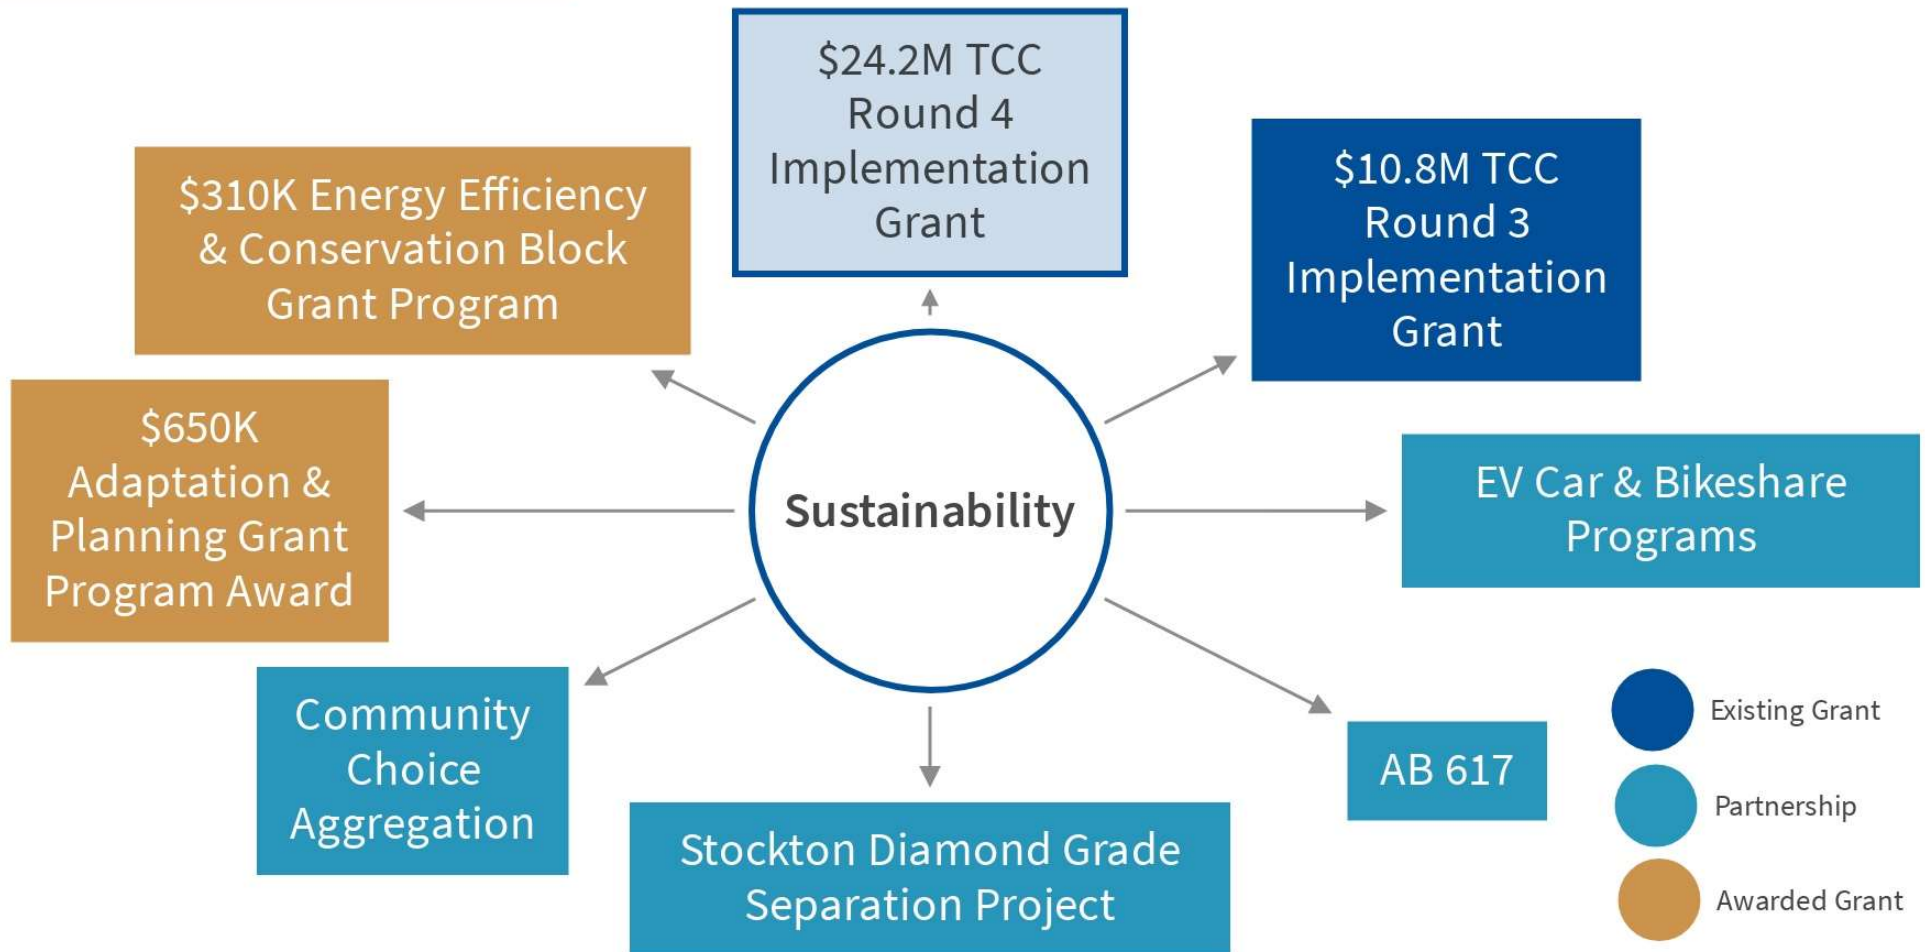 $24.2M TCC
Round 4
Implementation
Grant
$10.8M TCC
Round 3
Implementation
Grant
$310K Energy Efficiency
& Conservation Block
Grant Program
$650K
Adaptation &
Planning Grant
Program Award
Sustainability
EV Car & Bikeshare
Programs
Community
Choice
Aggregation
AB 617
Stockton Diamond Grade
Separation Project
Existing Grant
Partnership
Awarded Grant